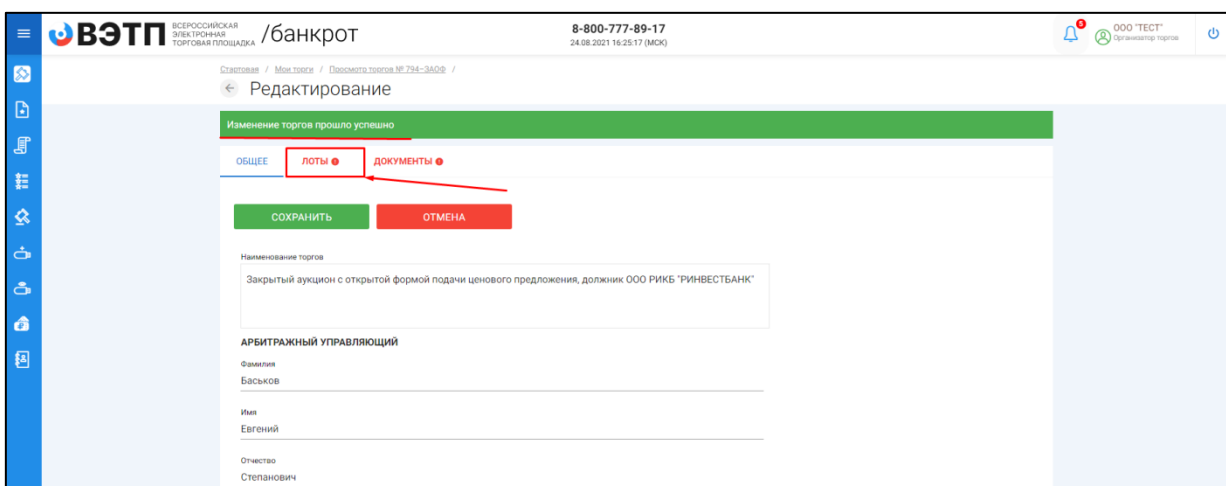 ВЭТП
ВСЕРОССИЙСКАЯ
ЭЛЕКТРОННАЯ
ТОРГОВАЯ ПЛОЩАДКА
/банкрот
8-800-777-89-17
24.08.2021 16:25:17 (МСК)
5
ООО "ТЕСТ"
Организатор торгов
Стартовая / Мои торги / Просмотр торгов № 794-ЗАОФ /
Редактирование
Изменение торгов прошло успешно
ОБЩЕЕ ЛОТЫ ДОКУМЕНТЫ
СОХРАНИТЬ ОТМЕНА
Наименование торгов
Закрытый аукцион с открытой формой подачи ценового предложения, должник ООО РИКБ "РИНВЕСТБАНК"
АРБИТРАЖНЫЙ УПРАВЛЯЮЩИЙ
Фамилия
Баськов
Имя
Евгений
Отчество
Степанович